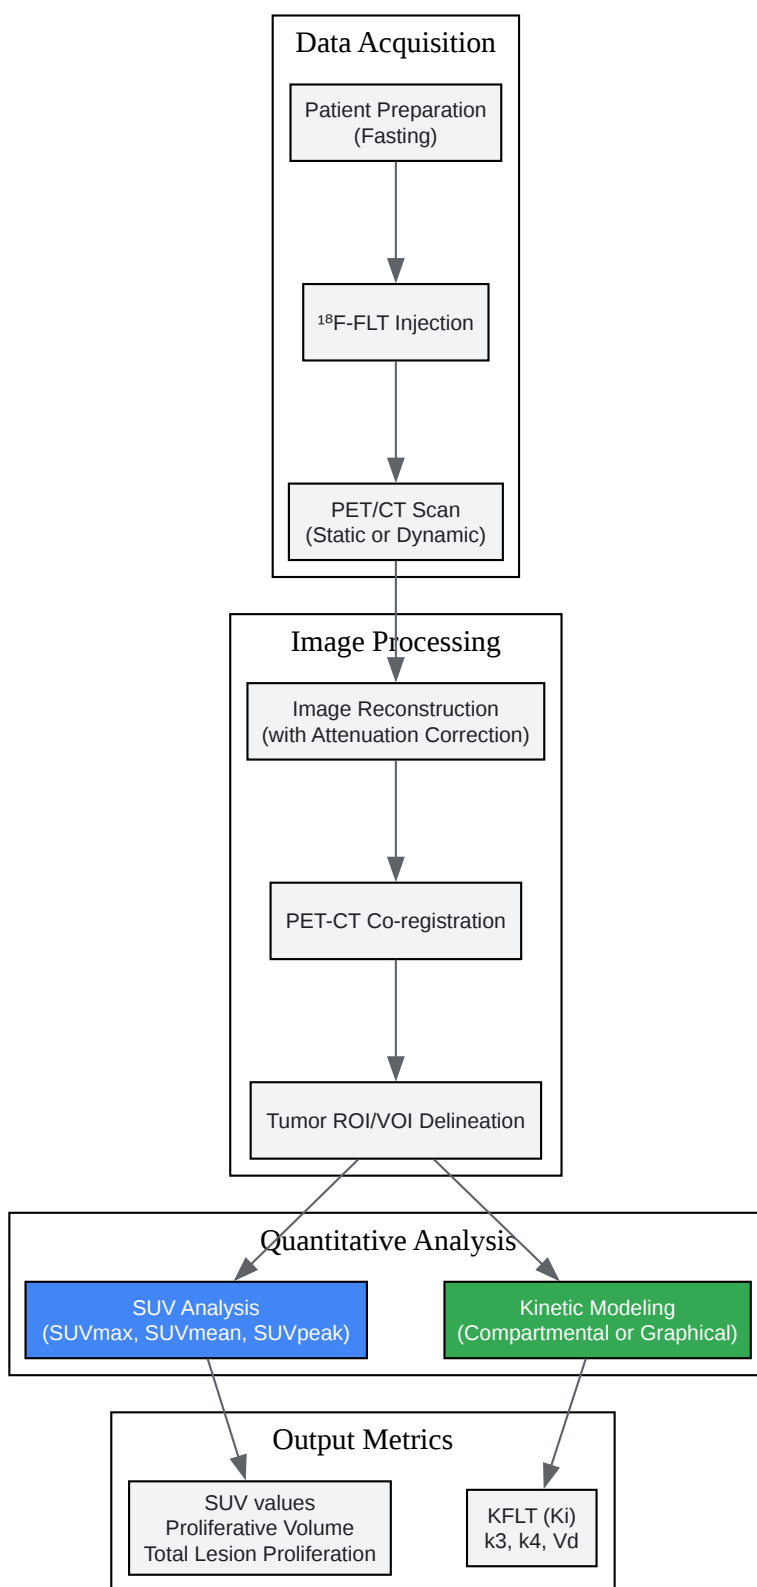 Data Acquisition
Patient Preparation
(Fasting)
¹⁸F-FLT Injection
PET/CT Scan
(Static or Dynamic)
Image Processing
Image Reconstruction
(with Attenuation Correction)
PET-CT Co-registration
Tumor ROI/VOI Delineation
Quantitative Analysis
SUV Analysis
(SUVmax, SUVmean, SUVpeak)
Kinetic Modeling
(Compartmental or Graphical)
Output Metrics
SUV values
Proliferative Volume
Total Lesion Proliferation
KFLT (Ki)
k3, k4, Vd